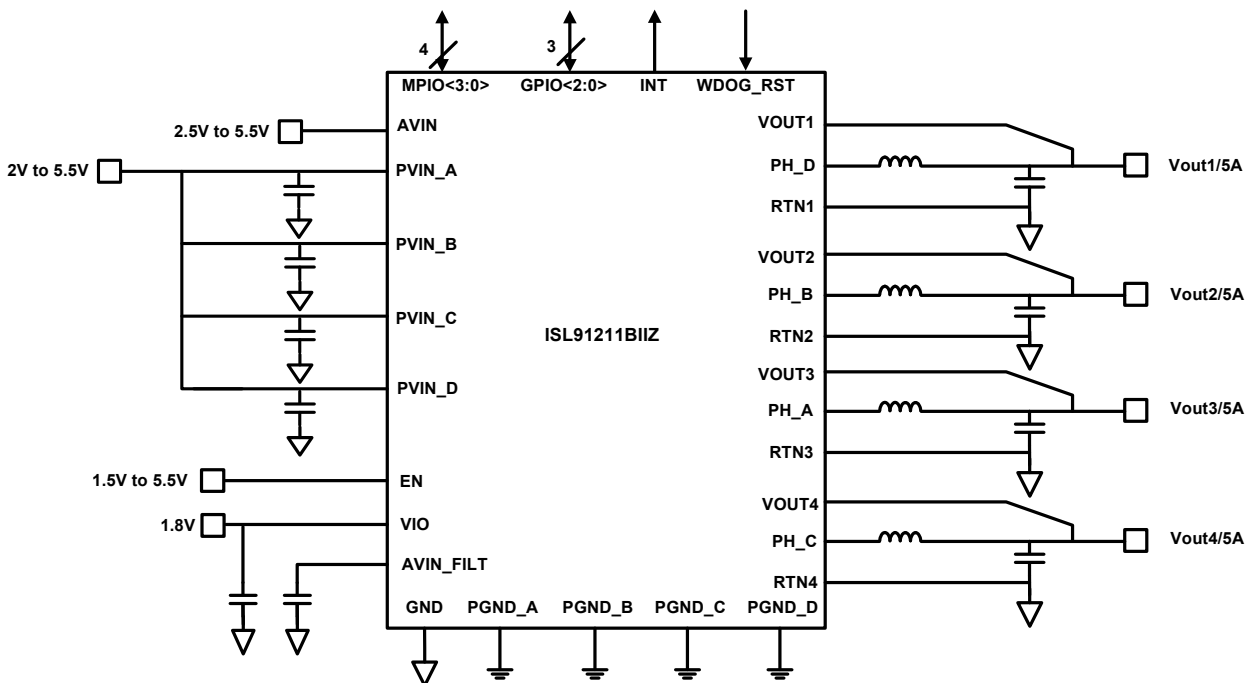 4
3
MPIO<3:0>
GPIO<2:0>
INT
WDOG_RST
2.5V to 5.5V
AVIN
2V to 5.5V
PVIN_A
PVIN_B
PVIN_C
PVIN_D
1.5V to 5.5V
EN
1.8V
VIO
AVIN_FILT
ISL91211BIIZ
VOUT1
PH_D
Vout1/5A
RTN1
VOUT2
PH_B
Vout2/5A
RTN2
VOUT3
PH_A
Vout3/5A
RTN3
VOUT4
PH_C
Vout4/5A
RTN4
GND
PGND_A
PGND_B
PGND_C
PGND_D